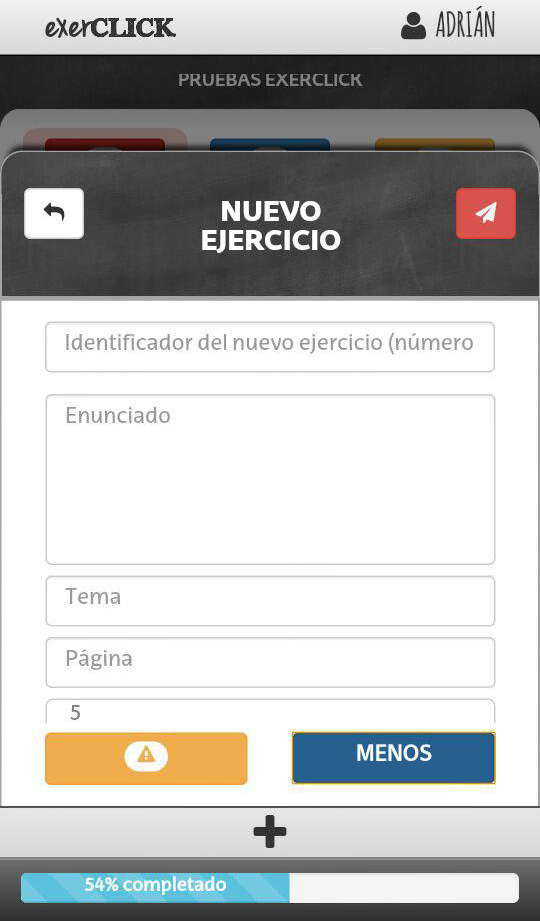 exerCLICK
ADRIÁN
PRUEBAS EXERCLICK
NUEVO
EJERCICIO
Identificador del nuevo ejercicio (número
Enunciado
Tema
Página
5
MENOS
54% completado